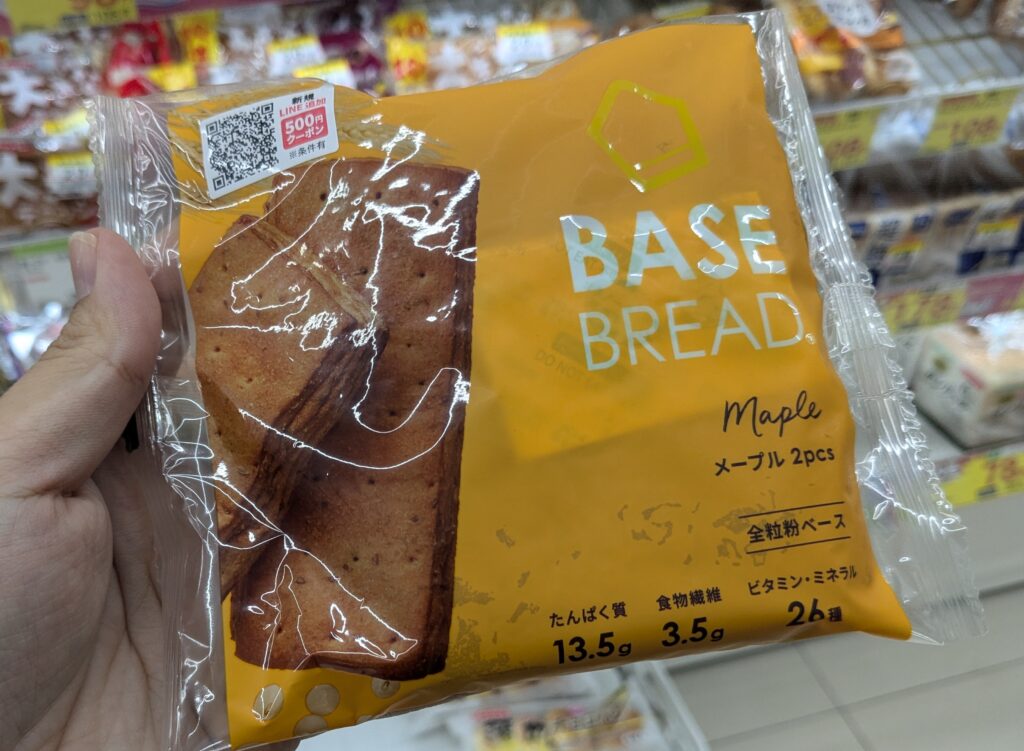 新規
LINE追加
500円
クーポン
※条件有
BASE
BREAD
Maple
メープル 2pcs
全粒粉ベース
たんぱく質
13.5g
食物繊維
3.5g
ビタミン・ミネラル
26種